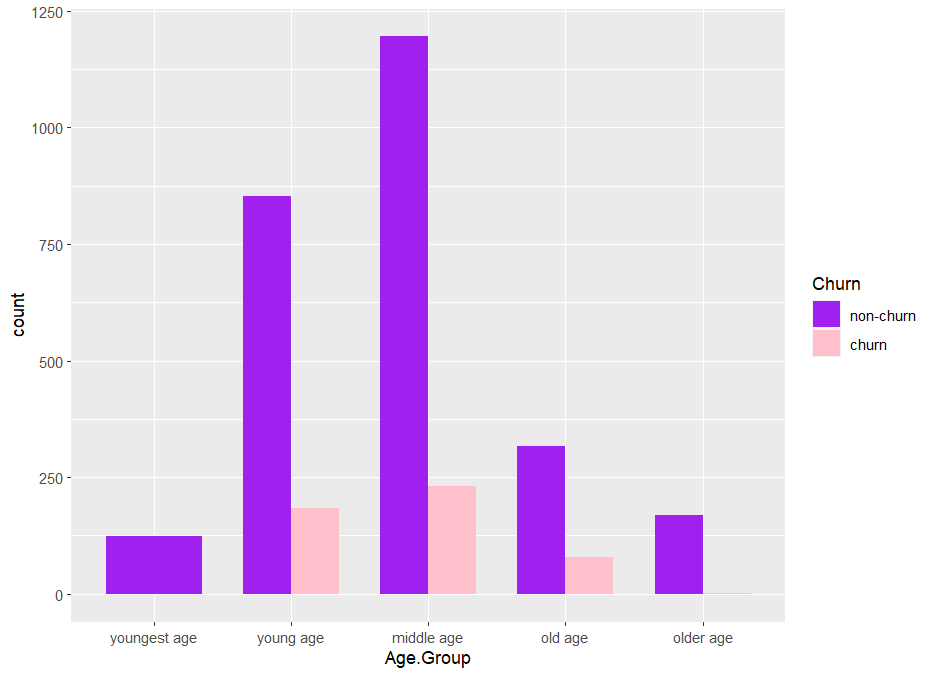 1250
1000
750
500
250
0
count
youngest age
young age
middle age
old age
older age
Age.Group
Churn
non-churn
churn